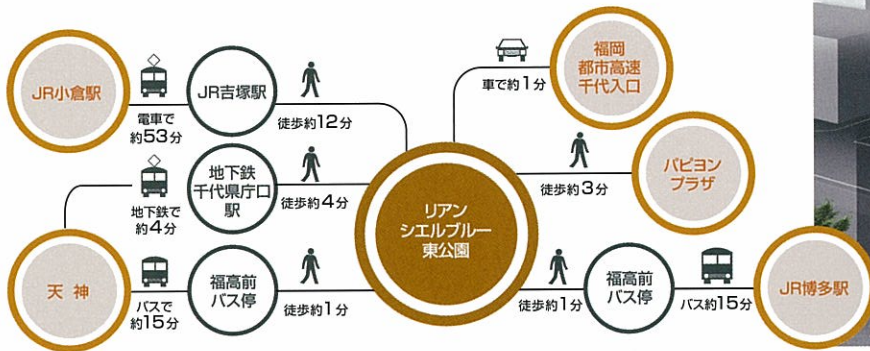 JR小倉駅
電車で
約53分
JR吉塚駅
徒歩約12分
地下鉄で
約4分
地下鉄
千代県庁口
駅
徒歩約4分
天神
バスで
約15分
福高前
バス停
徒歩約1分
リアン
シエルブルー
東公園
車で約1分
福岡
都市高速
千代入口
徒歩約3分
パピヨン
プラザ
徒歩約1分
福高前
バス停
バス約15分
JR博多駅